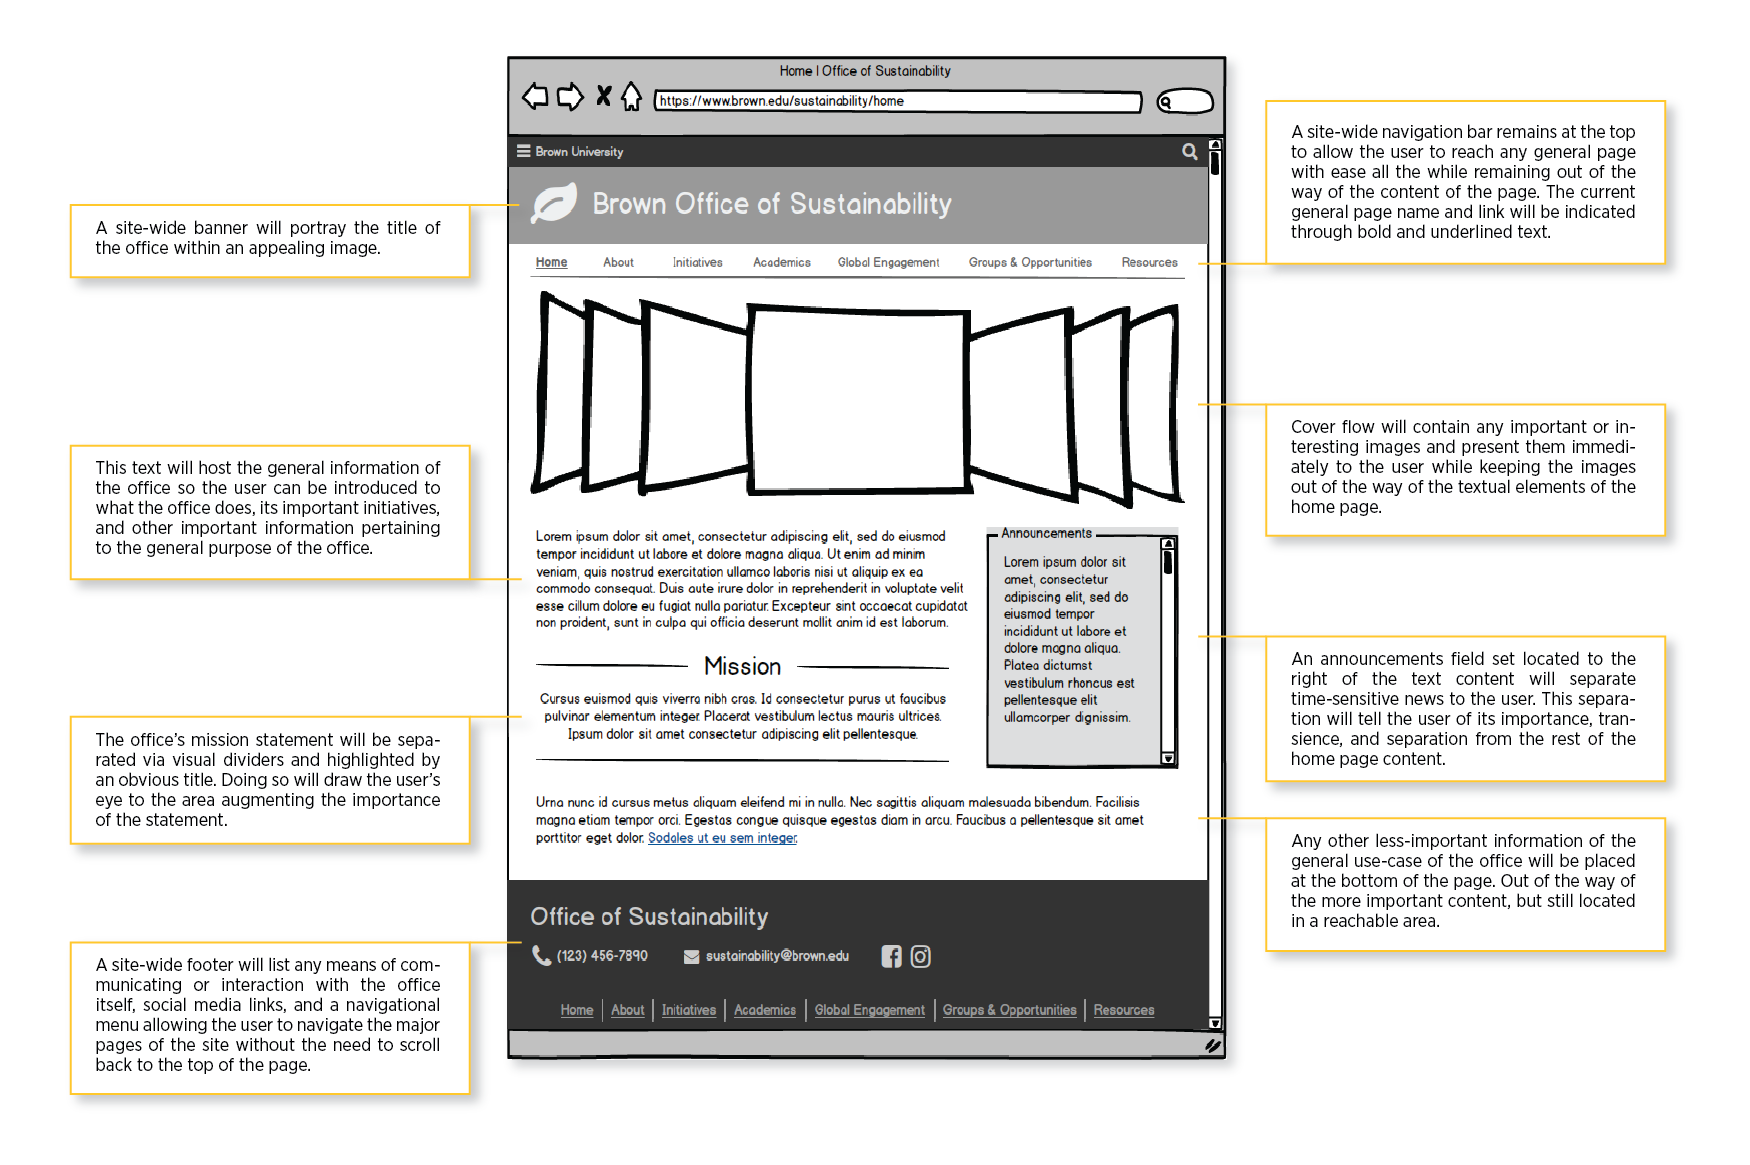 Home | Office of Sustainability
https://www.brown.edu/sustainability/home
Brown University
Brown Office of Sustainability
Home About Initiatives Academics Global Engagement Groups & Opportunities Resources
Lorem ipsum dolor sit amet, consectetur adipiscing elit, sed do eiusmod
tempor incididunt ut labore et dolore magna aliqua. Ut enim ad minim
veniam, quis nostrud exercitation ullamco laboris nisi ut aliquip ex ea
commodo consequat. Duis aute irure dolor in reprehenderit in voluptate velit
esse cillum dolore eu fugiat nulla pariatur. Excepteur sint occaecat cupidatat
non proident, sunt in culpa qui officia deserunt mollit anim id est laborum.
Announcements
Lorem ipsum dolor sit
amet, consectetur
adipiscing elit, sed do
eiusmod tempor
incididunt ut labore et
dolore magna aliqua.
Platea dictumst
vestibulum rhoncus est
pellentesque elit
ullamcorper dignissim.
Mission
Cursus euismod quis viverra nibh cras. Id consectetur purus ut faucibus
pulvinar elementum integer. Placerat vestibulum lectus mauris ultrices.
Ipsum dolor sit amet consectetur adipiscing elit pellentesque.
Urna nunc id cursus metus aliquam eleifend mi in nulla. Nec sagittis aliquam malesuada bibendum. Facilisis
magna etiam tempor orci. Egestas congue quisque egestas diam in arcu. Faucibus a pellentesque sit amet
porttitor eget dolor. Sodales ut eu sem integer.
Office of Sustainability
(123) 456-7890 sustainability@brown.edu
Home | About | Initiatives | Academics | Global Engagement | Groups & Opportunities | Resources
A site-wide banner will portray the title of
the office within an appealing image.
This text will host the general information of
the office so the user can be introduced to
what the office does, its important initiatives,
and other important information pertaining
to the general purpose of the office.
The office's mission statement will be sepa-
rated via visual dividers and highlighted by
an obvious title. Doing so will draw the user's
eye to the area augmenting the importance
of the statement.
A site-wide footer will list any means of com-
municating or interaction with the office
itself, social media links, and a navigational
menu allowing the user to navigate the major
pages of the site without the need to scroll
back to the top of the page.
A site-wide navigation bar remains at the top
to allow the user to reach any general page
with ease all the while remaining out of the
way of the content of the page. The current
general page name and link will be indicated
through bold and underlined text.
Cover flow will contain any important or in-
teresting images and present them immedi-
ately to the user while keeping the images
out of the way of the textual elements of the
home page.
An announcements field set located to the
right of the text content will separate
time-sensitive news to the user. This separa-
tion will tell the user of its importance, tran-
sience, and separation from the rest of the
home page content.
Any other less-important information of the
general use-case of the office will be placed
at the bottom of the page. Out of the way of
the more important content, but still located
in a reachable area.